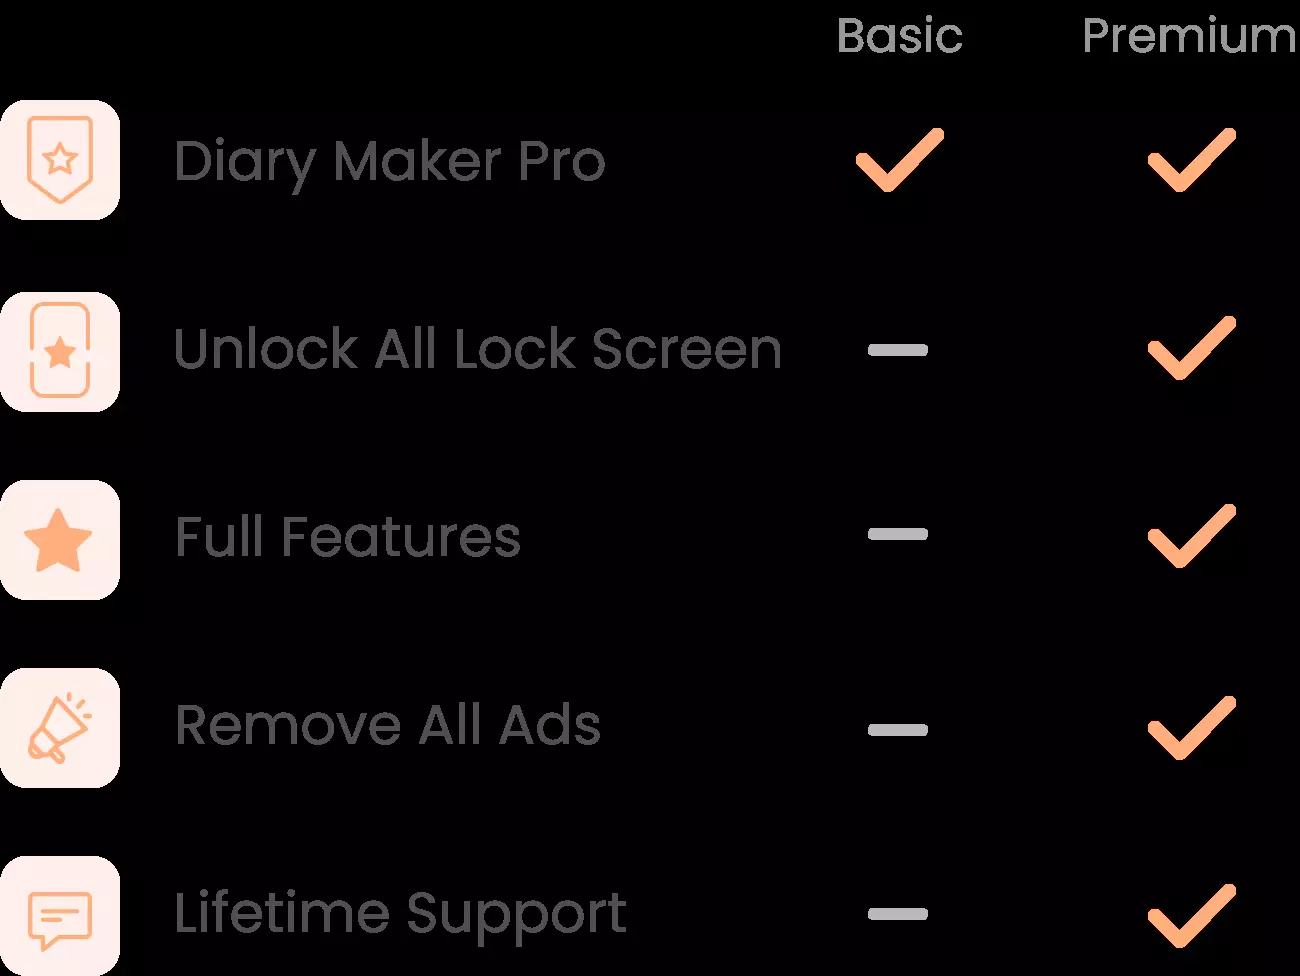 Basic Premium
Diary Maker Pro
Unlock All Lock Screen
Full Features
Remove All Ads
Lifetime Support